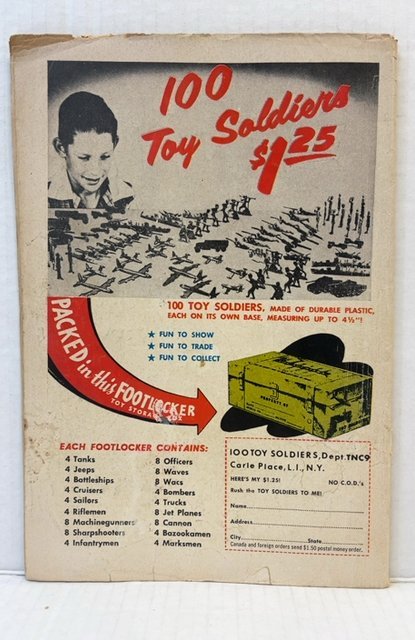 100
Toy Soldiers
$1.25
100 TOY SOLDIERS, MADE OF DURABLE PLASTIC,
EACH ON ITS OWN BASE, MEASURING UP TO 4½"!
★ FUN TO SHOW
★ FUN TO TRADE
★ FUN TO COLLECT
PACKED in this FOOTLOCKER
TOY STORAGE BOX
PROPERTY OF
EACH FOOTLOCKER CONTAINS:
4 Tanks
4 Jeeps
4 Battleships
4 Cruisers
4 Sailors
4 Riflemen
8 Machinegunners
8 Sharpshooters
4 Infantrymen
8 Officers
8 Waves
8 Wacs
4 Bombers
4 Trucks
8 Jet Planes
8 Cannon
4 Bazookamen
4 Marksmen
100 TOY SOLDIERS, Dept. TNC9
Carle Place, L.I., N.Y.
HERE'S MY $1.25! NO C.O.D.'s
Rush the TOY SOLDIERS TO ME!
Name
Address
City State
Canada and foreign orders send $1.50 postal money order.